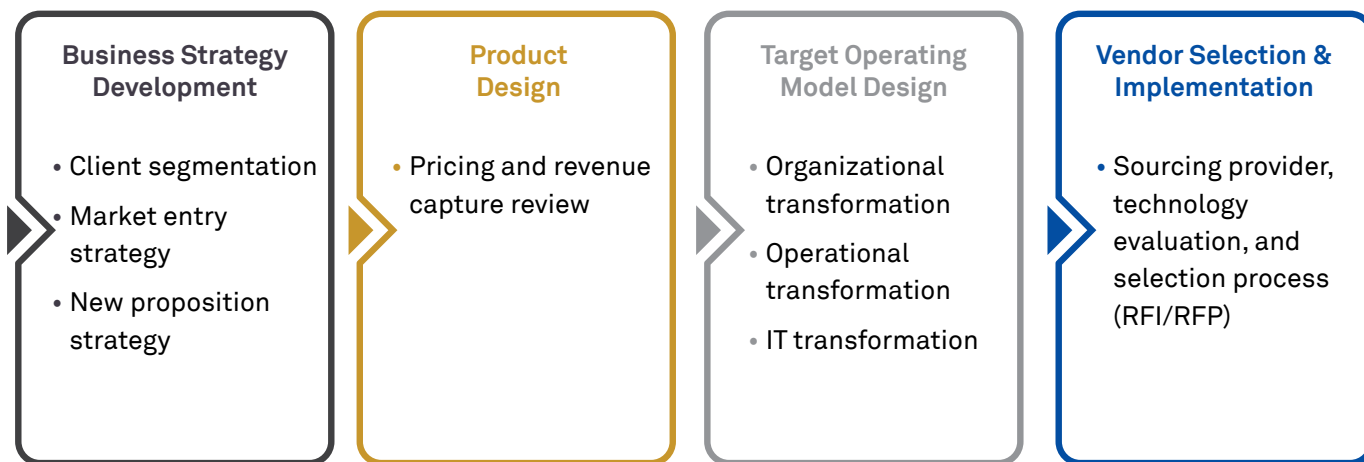 Business Strategy
Development
• Client segmentation
• Market entry
strategy
• New proposition
strategy
Product
Design
• Pricing and revenue
capture review
Target Operating
Model Design
• Organizational
transformation
• Operational
transformation
• IT transformation
Vendor Selection &
Implementation
• Sourcing provider,
technology
evaluation, and
selection process
(RFI/RFP)